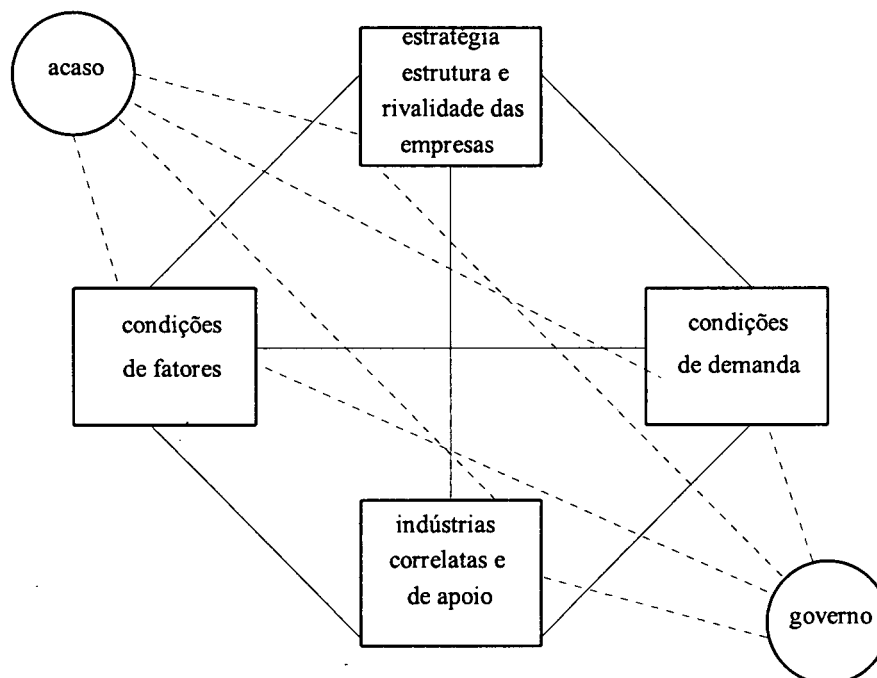 acaso
estratégia
estrutura e
rivalidade das
empresas
condições
de fatores
condições
de demanda
indústrias
correlatas e
de apoio
governo